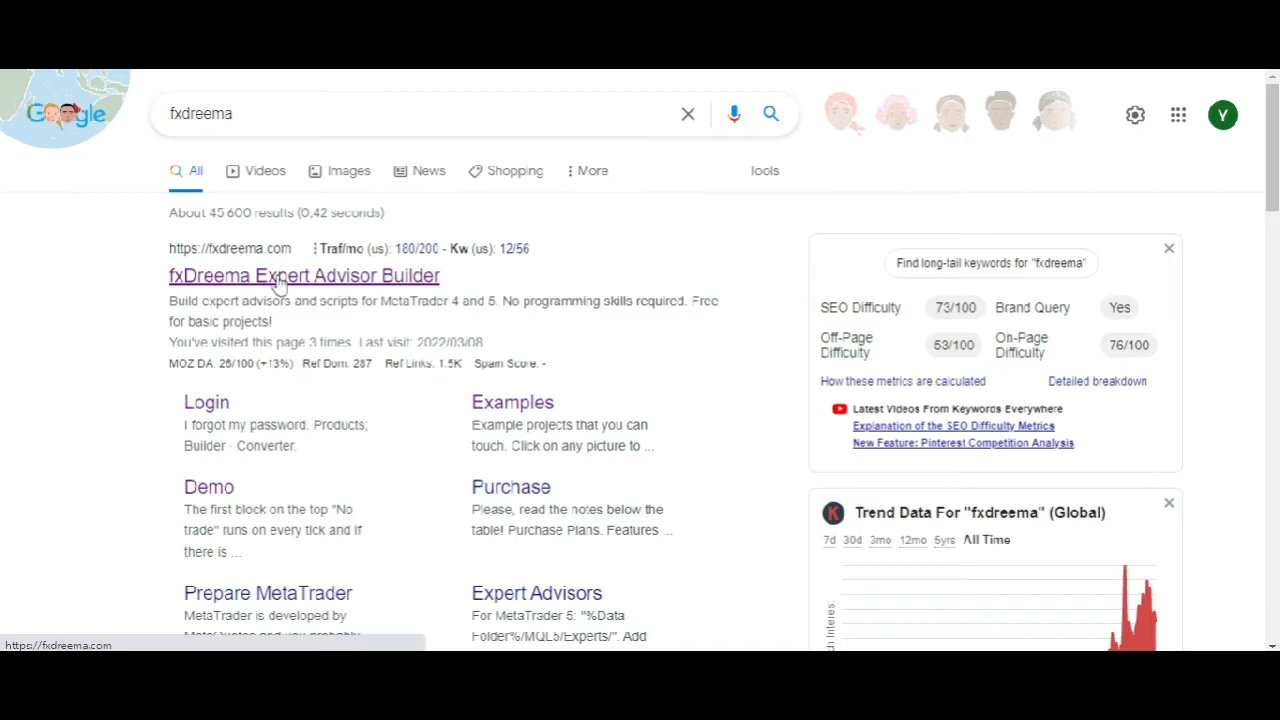 Google
fxdreema
Y
All
Videos
Images
News
Shopping
More
Tools
About 45 600 results (0,42 seconds)
https://fxdreema.com
Traf/mo (us): 180/200 - Kw (us): 12/56
fxDreema Expert Advisor Builder
Build expert advisors and scripts for MetaTrader 4 and 5. No programming skills required. Free
for basic projects!
You've visited this page 3 times. Last visit: 2022/03/08
MOZ DA: 26/100 (+13%) Ref Dom: 287 Ref Links: 1.5K Spam Score: -
Login
I forgot my password. Products;
Builder · Converter.
Examples
Example projects that you can
touch. Click on any picture to ...
Demo
The first block on the top "No
trade" runs on every tick and if
there is ...
Purchase
Please, read the notes below the
table! Purchase Plans. Features ...
Prepare MetaTrader
MetaTrader is developed by
Expert Advisors
For MetaTrader 5: "%Data
Folder%/MQL5/Experts/". Add
https://fxdreema.com
Find long-tail keywords for "fxdreema"
SEO Difficulty
73/100
Brand Query
Yes
Off-Page
Difficulty
53/100
On-Page
Difficulty
76/100
How these metrics are calculated
Detailed breakdown
Latest Videos From Keywords Everywhere
Explanation of the SEO Difficulty Metrics
New Feature: Pinterest Competition Analysis
K
Trend Data For "fxdreema" (Global)
7d 30d 3mo 12mo 5yrs All Time